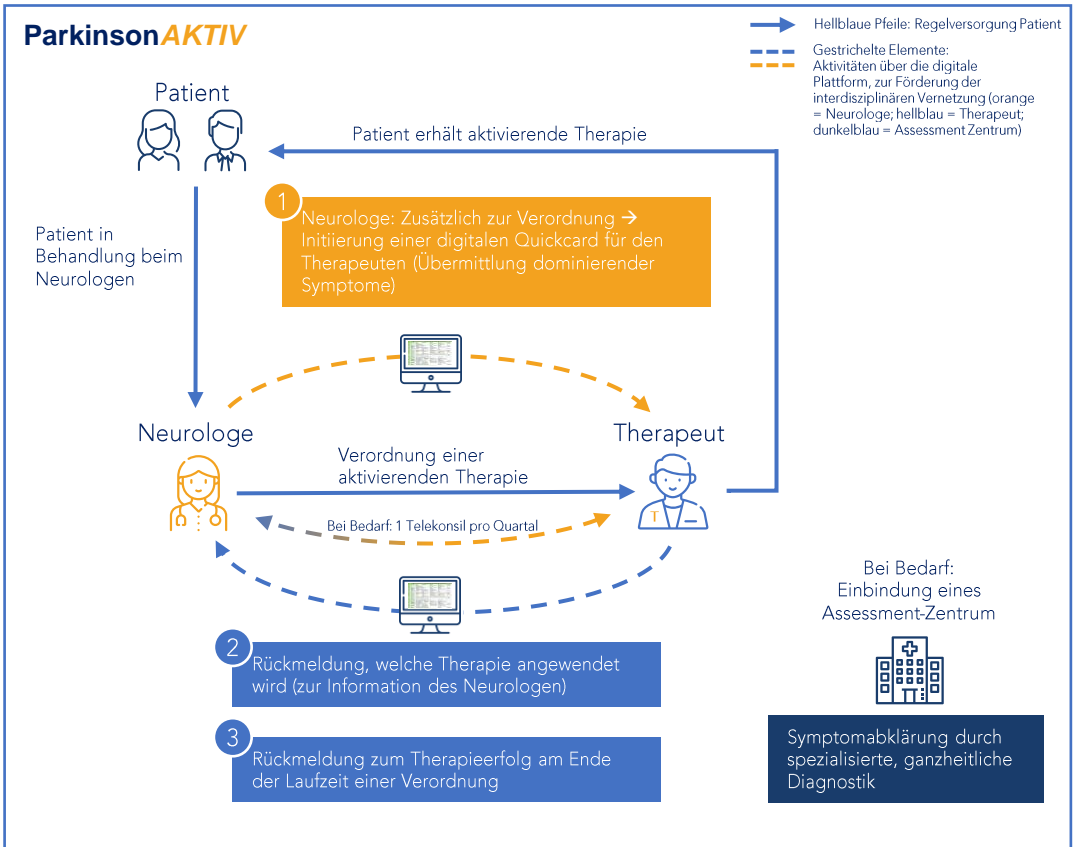 ParkinsonAKTIV
Hellblaue Pfeile: Regelversorgung Patient
Gestrichelte Elemente:
Aktivitäten über die digitale
Plattform, zur Förderung der
interdisziplinären Vernetzung (orange
= Neurologe; hellblau = Therapeut;
dunkelblau = Assessment Zentrum)
Patient
Patient erhält aktivierende Therapie
Patient in
Behandlung beim
Neurologen
1
Neurologe: Zusätzlich zur Verordnung →
Initiierung einer digitalen Quickcard für den
Therapeuten (Übermittlung dominierender
Symptome)
Neurologe
Therapeut
Verordnung einer
aktivierenden Therapie
T
Bei Bedarf: 1 Telekonsil pro Quartal
Bei Bedarf:
Einbindung eines
Assessment-Zentrum
2
Rückmeldung, welche Therapie angewendet
wird (zur Information des Neurologen)
3
Rückmeldung zum Therapieerfolg am Ende
der Laufzeit einer Verordnung
Symptomabklärung durch
spezialisierte, ganzheitliche
Diagnostik